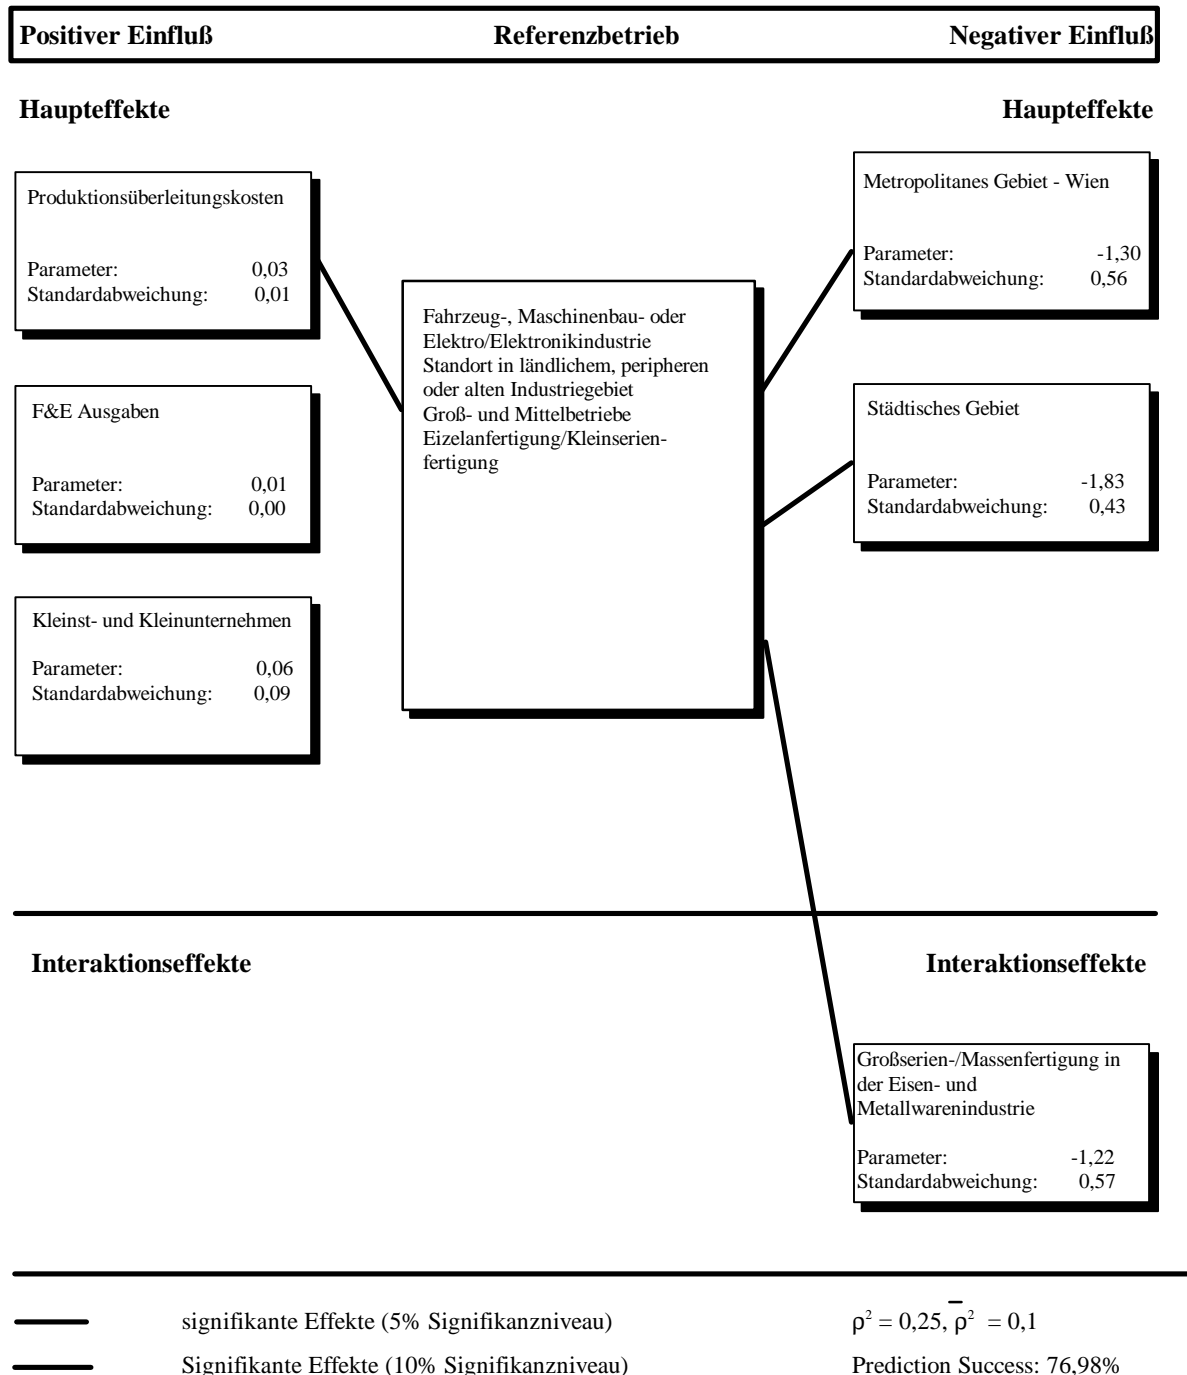 Positiver Einfluß Referenzbetrieb Negativer Einfluß
Haupteffekte Haupteffekte
Produktionsüberleitungskosten
Parameter: 0,03
Standardabweichung: 0,01
F&E Ausgaben
Parameter: 0,01
Standardabweichung: 0,00
Kleinst- und Kleinunternehmen
Parameter: 0,06
Standardabweichung: 0,09
Fahrzeug-, Maschinenbau- oder
Elektro/Elektronikindustrie
Standort in ländlichem, peripheren
oder alten Industriegebiet
Groß- und Mittelbetriebe
Eizelanfertigung/Kleinserien-
fertigung
Metropolitanes Gebiet - Wien
Parameter: -1,30
Standardabweichung: 0,56
Städtisches Gebiet
Parameter: -1,83
Standardabweichung: 0,43
Interaktionseffekte Interaktionseffekte
Großserien-/Massenfertigung in
der Eisen- und
Metallwarenindustrie
Parameter: -1,22
Standardabweichung: 0,57
signifikante Effekte (5% Signifikanzniveau) ρ² = 0,25, ρ̄² = 0,1
Signifikante Effekte (10% Signifikanzniveau) Prediction Success: 76,98%